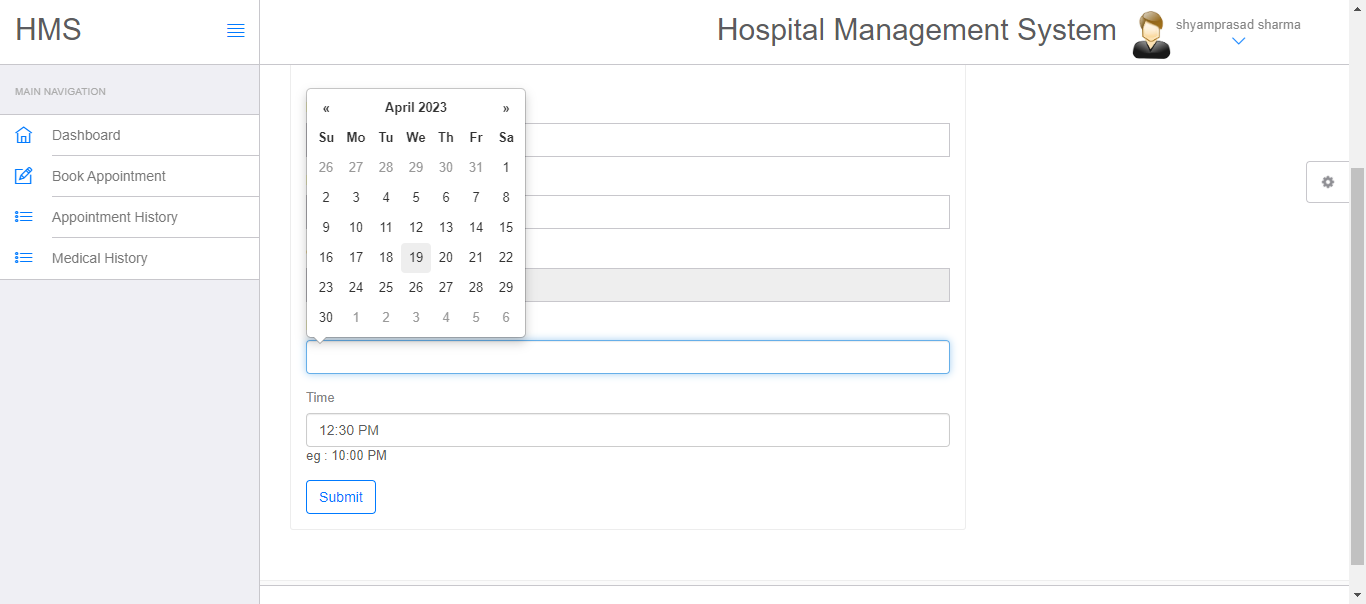 HMS
Hospital Management System
shyamprasad sharma
MAIN NAVIGATION
Dashboard
Book Appointment
Appointment History
Medical History
« April 2023 »
Su Mo Tu We Th Fr Sa
26 27 28 29 30 31 1
2 3 4 5 6 7 8
9 10 11 12 13 14 15
16 17 18 19 20 21 22
23 24 25 26 27 28 29
30 1 2 3 4 5 6
Time
12:30 PM
eg : 10:00 PM
Submit